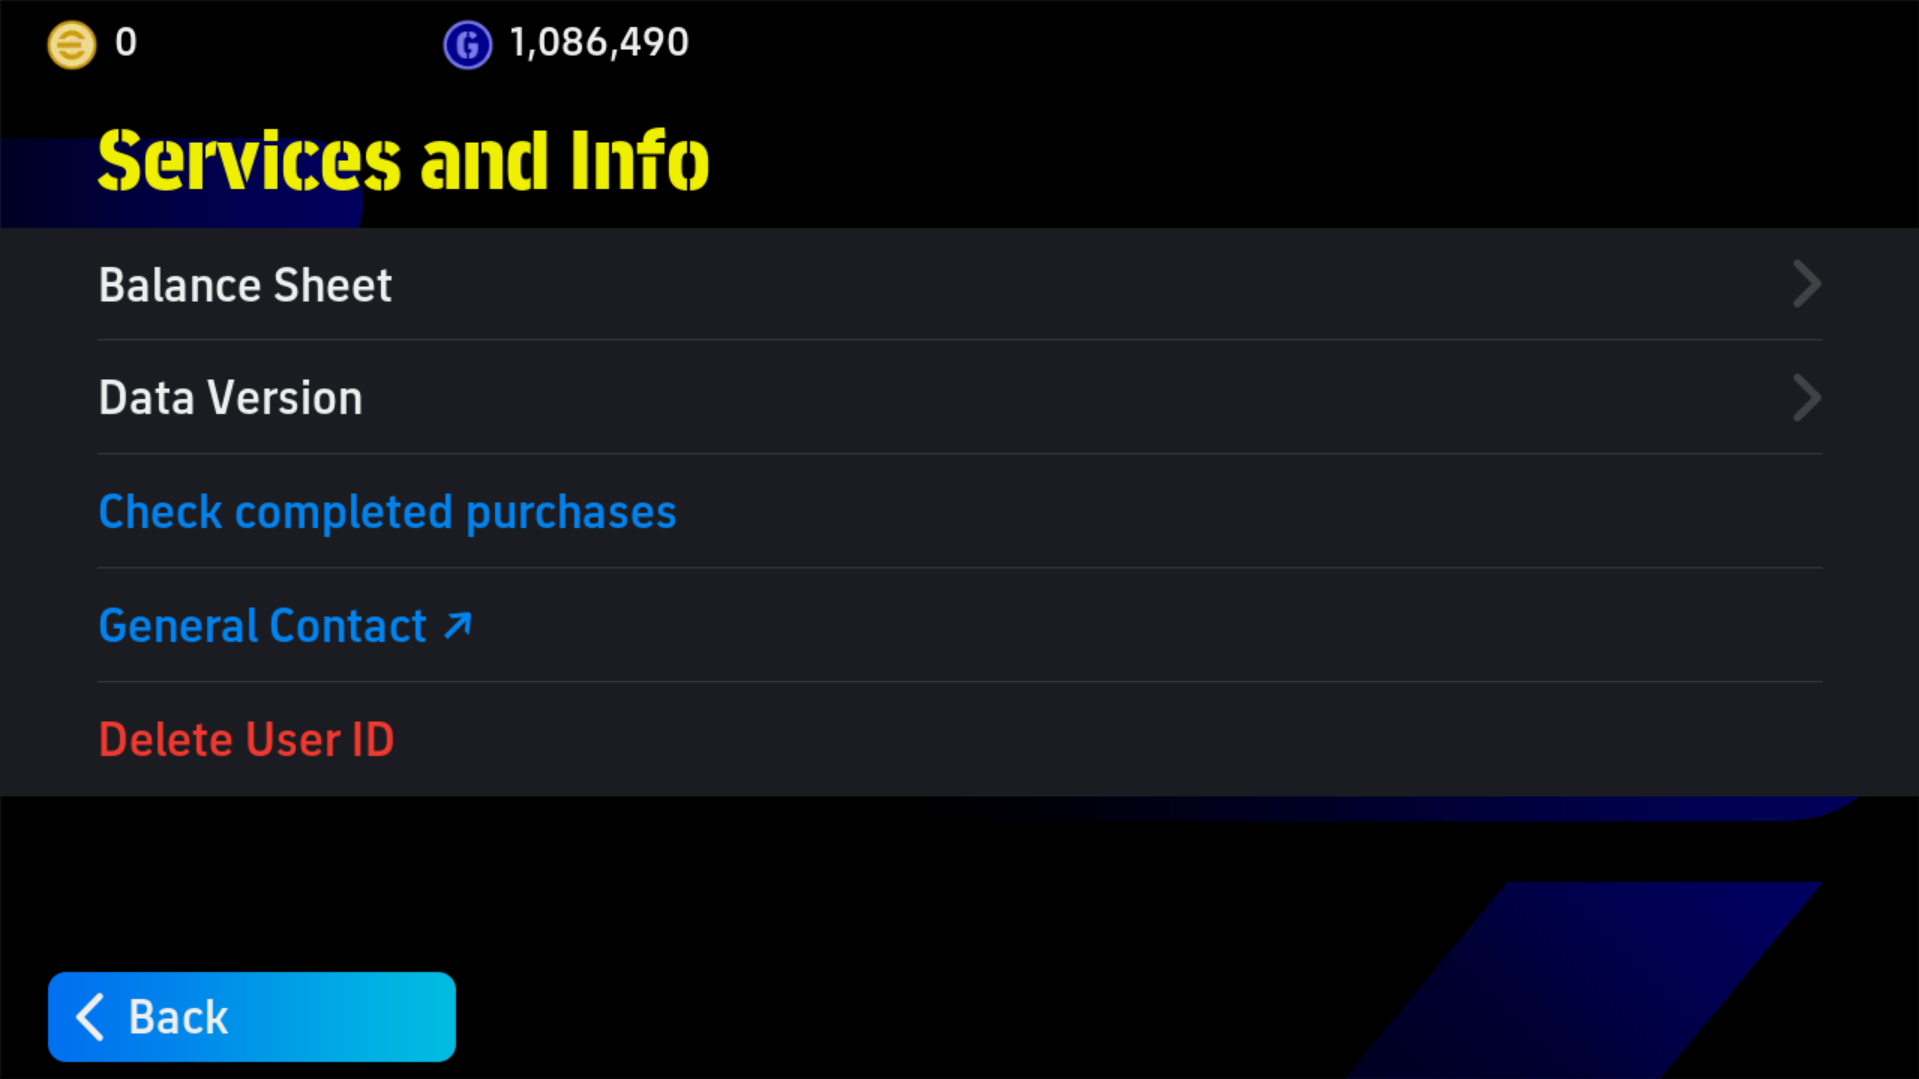 0
1,086,490
Services and Info
Balance Sheet
Data Version
Check completed purchases
General Contact ↗
Delete User ID
Back